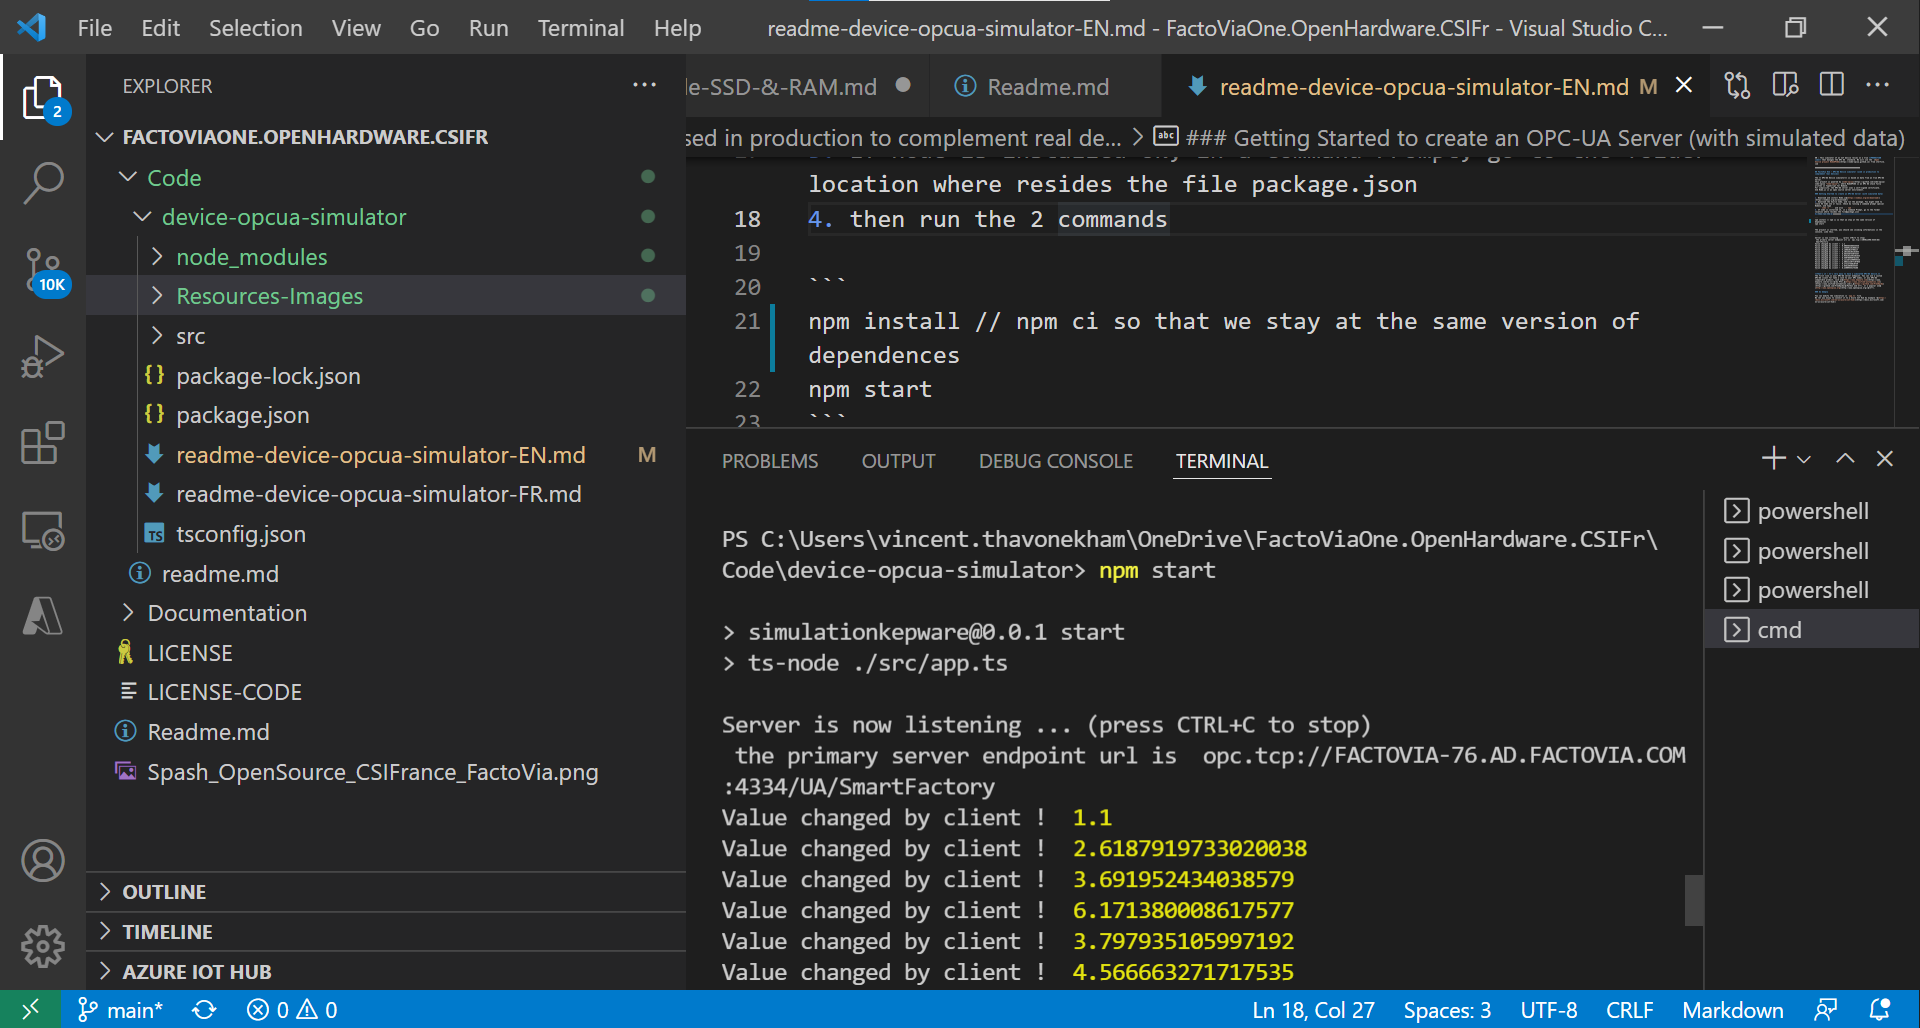 File Edit Selection View Go Run Terminal Help readme-device-opcua-simulator-EN.md - FactoViaOne.OpenHardware.CSIFr - Visual Studio C...
EXPLORER
le-SSD-&-RAM.md Readme.md readme-device-opcua-simulator-EN.md M
sed in production to complement real de... > ### Getting Started to create an OPC-UA Server (with simulated data)
2
FACTOVIAONE.OPENHARDWARE.CSIFR
Code
device-opcua-simulator
node_modules
10K
Resources-Images
src
{} package-lock.json
{} package.json
readme-device-opcua-simulator-EN.md M
readme-device-opcua-simulator-FR.md
TS tsconfig.json
readme.md
Documentation
LICENSE
LICENSE-CODE
Readme.md
Spash_OpenSource_CSIFrance_FactoVia.png
OUTLINE
TIMELINE
AZURE IOT HUB
location where resides the file package.json
18 4. then run the 2 commands
19
20 ```
21 npm install // npm ci so that we stay at the same version of
dependences
22 npm start
23 ```
PROBLEMS OUTPUT DEBUG CONSOLE TERMINAL
PS C:\Users\vincent.thavonekham\OneDrive\FactoViaOne.OpenHardware.CSIFr\
Code\device-opcua-simulator> npm start
> simulationkepware@0.0.1 start
> ts-node ./src/app.ts
Server is now listening ... (press CTRL+C to stop)
the primary server endpoint url is opc.tcp://FACTOVIA-76.AD.FACTOVIA.COM
:4334/UA/SmartFactory
Value changed by client ! 1.1
Value changed by client ! 2.6187919733020038
Value changed by client ! 3.691952434038579
Value changed by client ! 6.171380008617577
Value changed by client ! 3.797935105997192
Value changed by client ! 4.566663271717535
powershell
powershell
powershell
cmd
main* 0 0 Ln 18, Col 27 Spaces: 3 UTF-8 CRLF Markdown